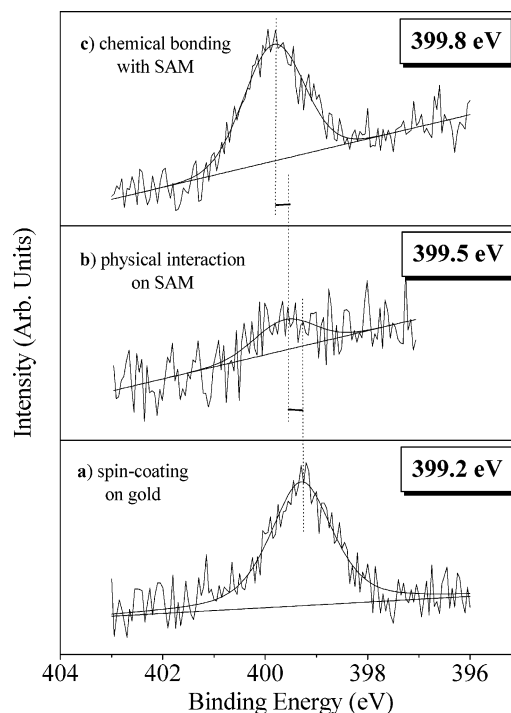 c) chemical bonding
with SAM
399.8 eV
b) physical interaction
on SAM
399.5 eV
a) spin-coating
on gold
399.2 eV
Intensity (Arb. Units)
404 402 400 398 396
Binding Energy (eV)